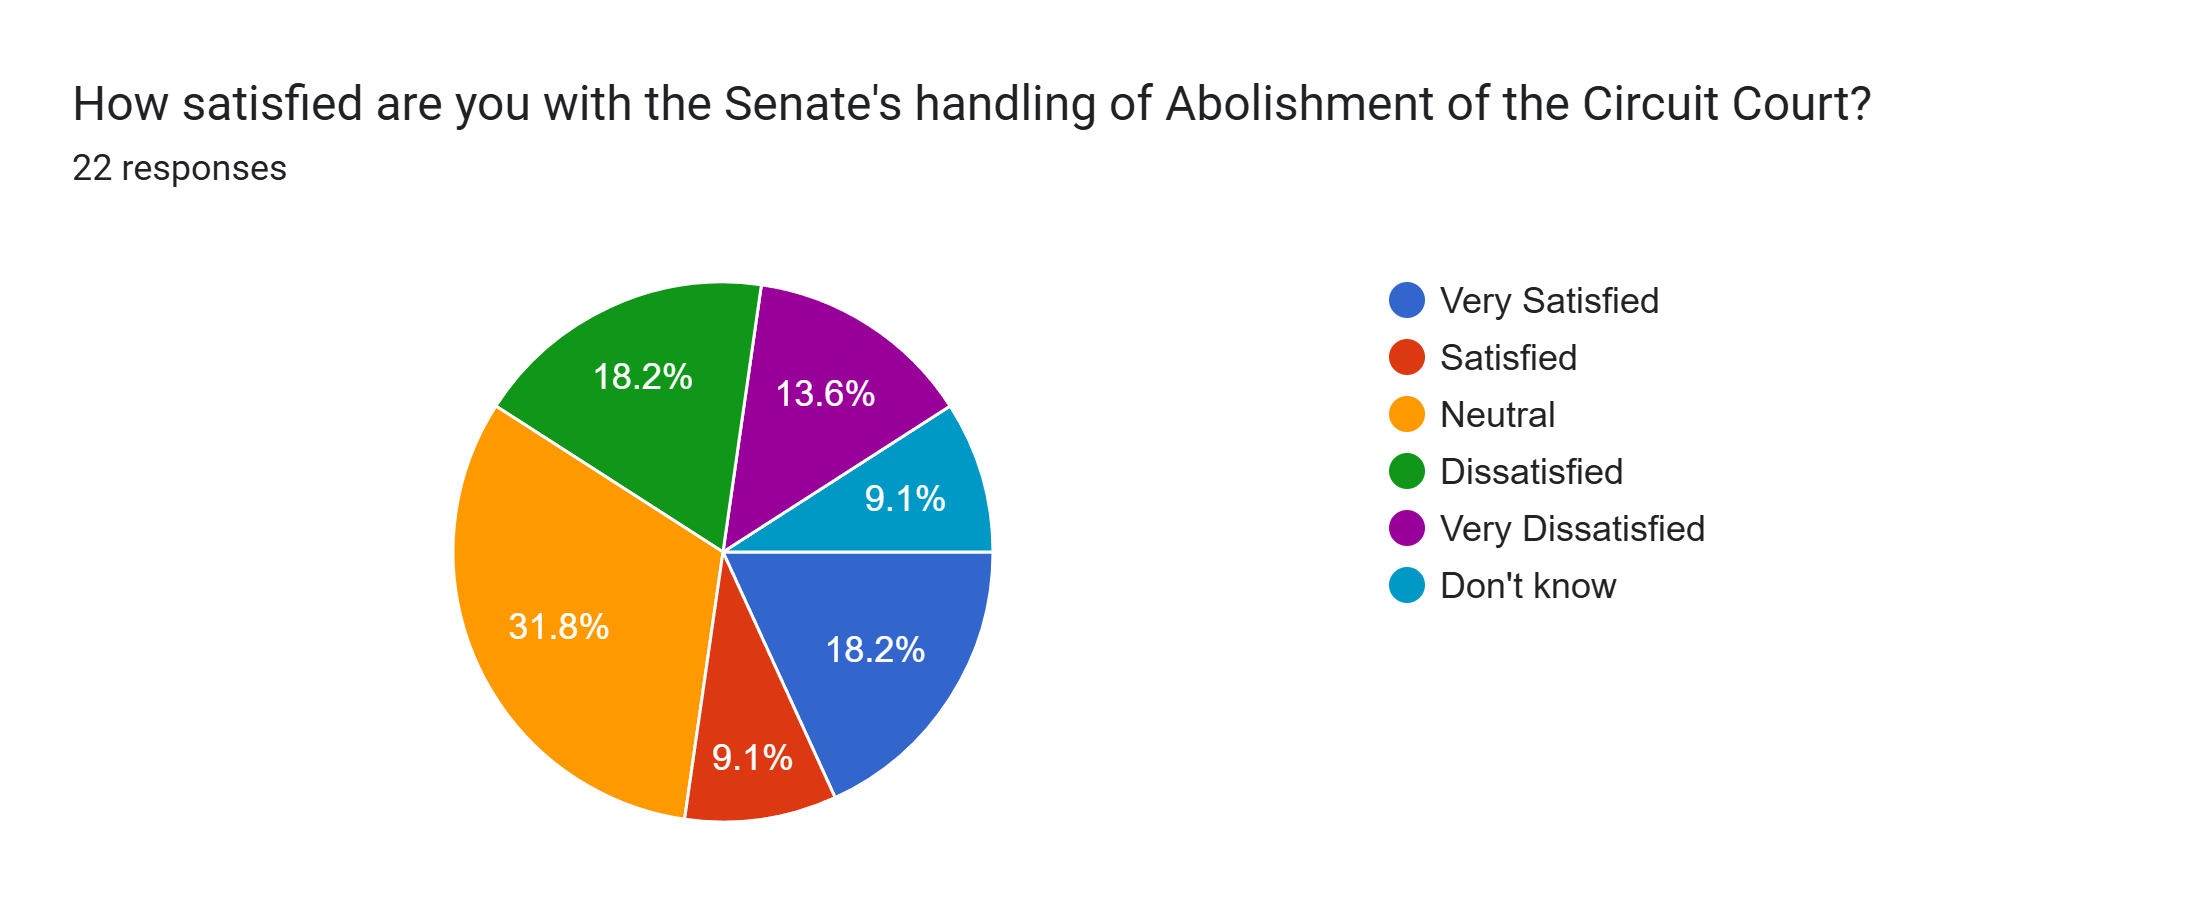 How satisfied are you with the Senate's handling of Abolishment of the Circuit Court?
22 responses
18.2%
13.6%
9.1%
31.8%
18.2%
9.1%
Very Satisfied
Satisfied
Neutral
Dissatisfied
Very Dissatisfied
Don't know